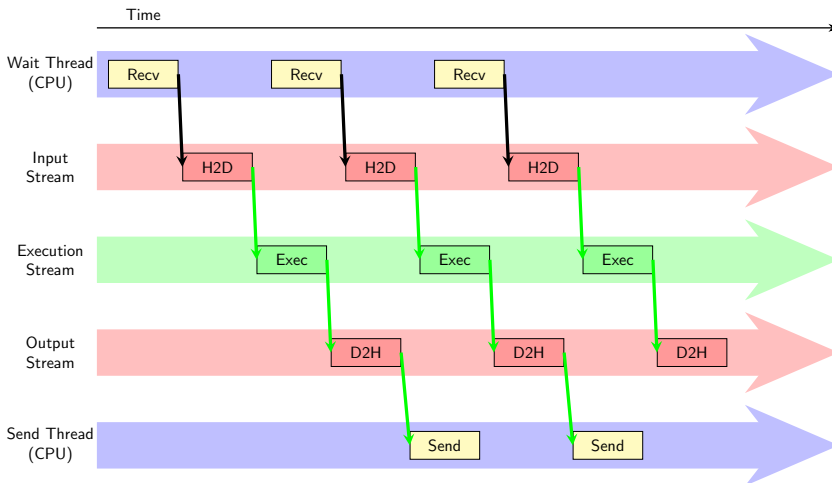 Time
Wait Thread
(CPU)
Recv
Recv
Recv
Input
Stream
H2D
H2D
H2D
Execution
Stream
Exec
Exec
Exec
Output
Stream
D2H
D2H
D2H
Send Thread
(CPU)
Send
Send